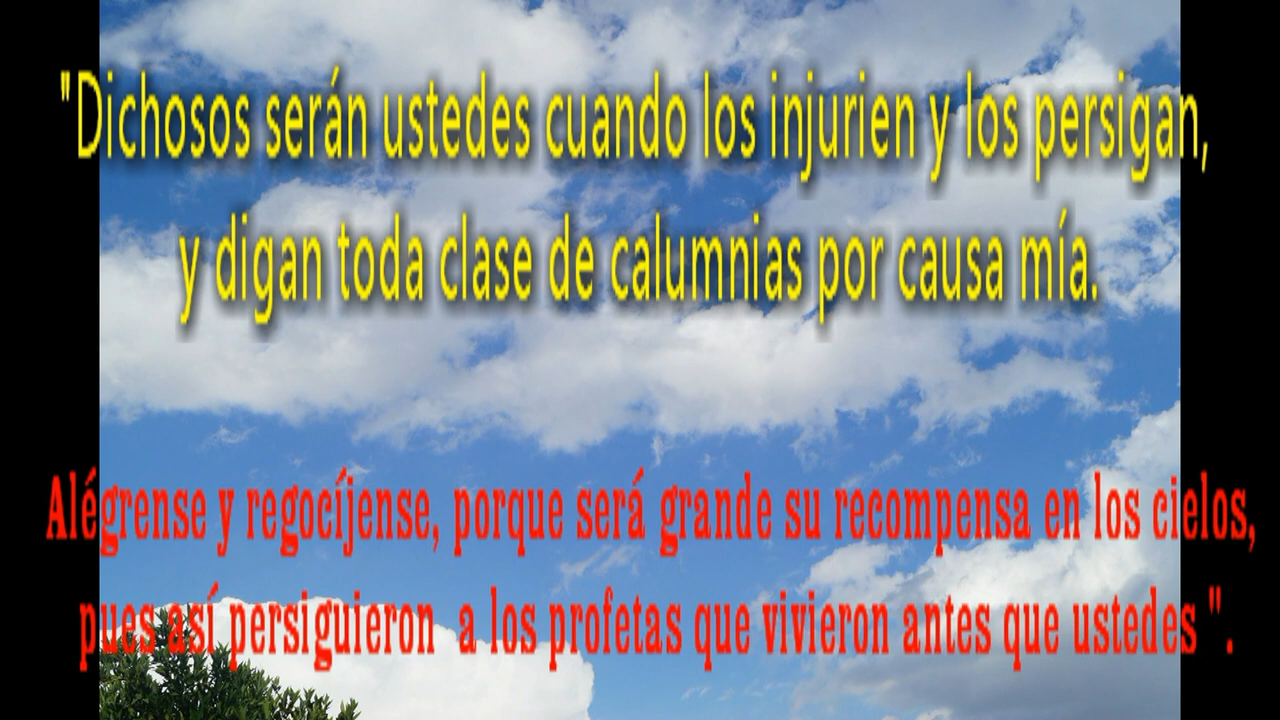 "Dichosos serán ustedes cuando los injurien y los persigan,
y digan toda clase de calumnias por causa mía.
Alégrense y regocíjense, porque será grande su recompensa en los cielos,
pues así persiguieron  a los profetas que vivieron antes que ustedes ".